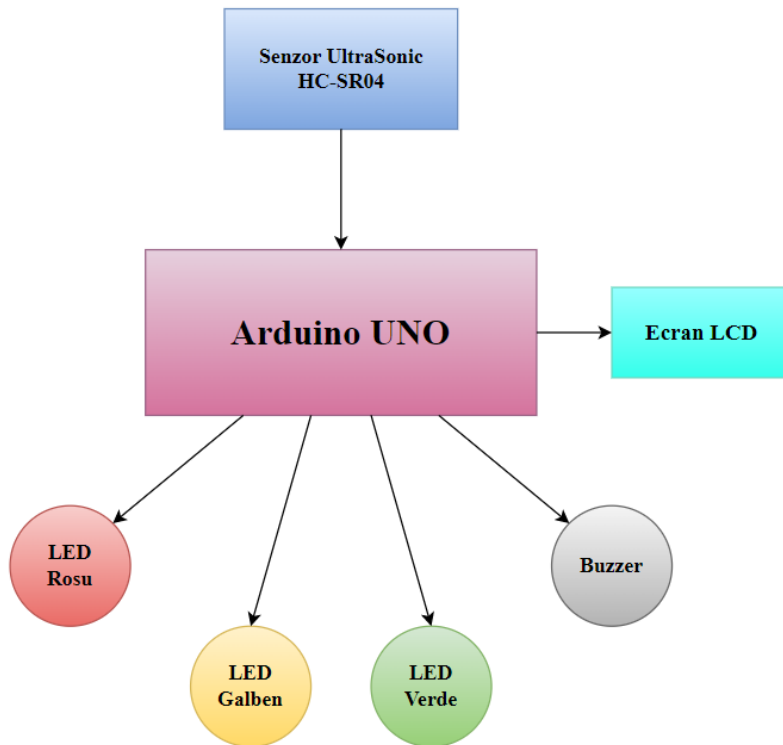 Senzor UltraSonic
HC-SR04
Arduino UNO
Ecran LCD
LED
Rosu
Buzzer
LED
Galben
LED
Verde